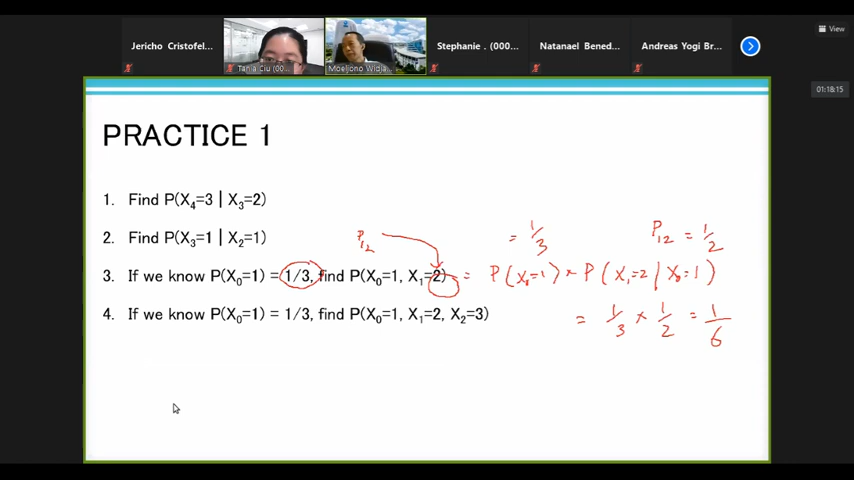 View
Jericho Cristofel...
Tania Ciu (00...
Moeljono Widja...
Stephanie . (000...
Natanael Bened...
Andreas Yogi Br...
01:18:15
PRACTICE 1
1. Find P(X₄=3 | X₃=2)
2. Find P(X₃=1 | X₂=1)
P₁₂
= 1/3
P₁₂ = 1/2
3. If we know P(X₀=1) = 1/3, find P(X₀=1, X₁=2) = P(X₀=1) × P(X₁=2 | X₀=1)
4. If we know P(X₀=1) = 1/3, find P(X₀=1, X₁=2, X₂=3)
= 1/3 × 1/2 = 1/6